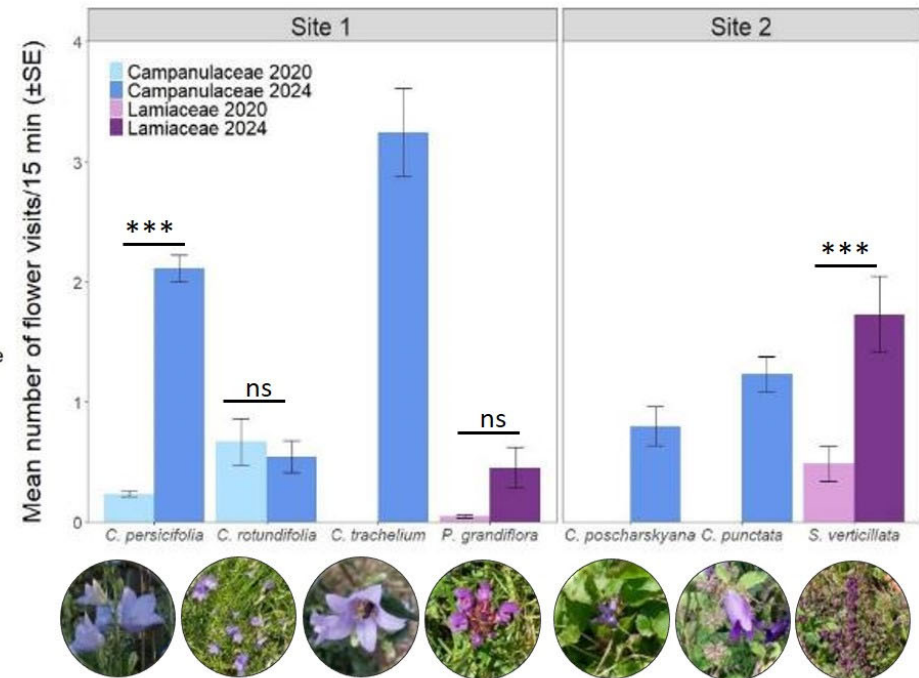 Site 1
Site 2
Mean number of flower visits/15 min (±SE)
4
3
2
1
0
Campanulaceae 2020
Campanulaceae 2024
Lamiaceae 2020
Lamiaceae 2024
***
ns
ns
***
C. persicifolia C. rotundifolia C. trachelium P. grandiflora C. poscharskyana C. punctata S. verticillata
e